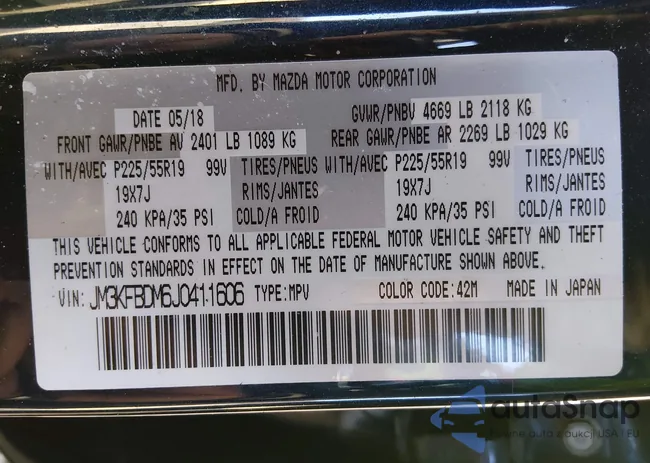 MFD. BY MAZDA MOTOR CORPORATION
DATE 05/18 GVWR/PNBV 4669 LB 2118 KG
FRONT GAWR/PNBE AV 2401 LB 1089 KG REAR GAWR/PNBE AR 2269 LB 1029 KG
WITH/AVEC P225/55R19 99V TIRES/PNEUS WITH/AVEC P225/55R19 99V TIRES/PNEUS
19X7J RIMS/JANTES 19X7J RIMS/JANTES
240 KPA/35 PSI COLD/A FROID 240 KPA/35 PSI COLD/A FROID
THIS VEHICLE CONFORMS TO ALL APPLICABLE FEDERAL MOTOR VEHICLE SAFETY AND THEFT
PREVENTION STANDARDS IN EFFECT ON THE DATE OF MANUFACTURE SHOWN ABOVE.
VIN: JM3KFBDM6J0411606 TYPE:MPV COLOR CODE:42M MADE IN JAPAN
autoSnap
auta z aukcji USA EU